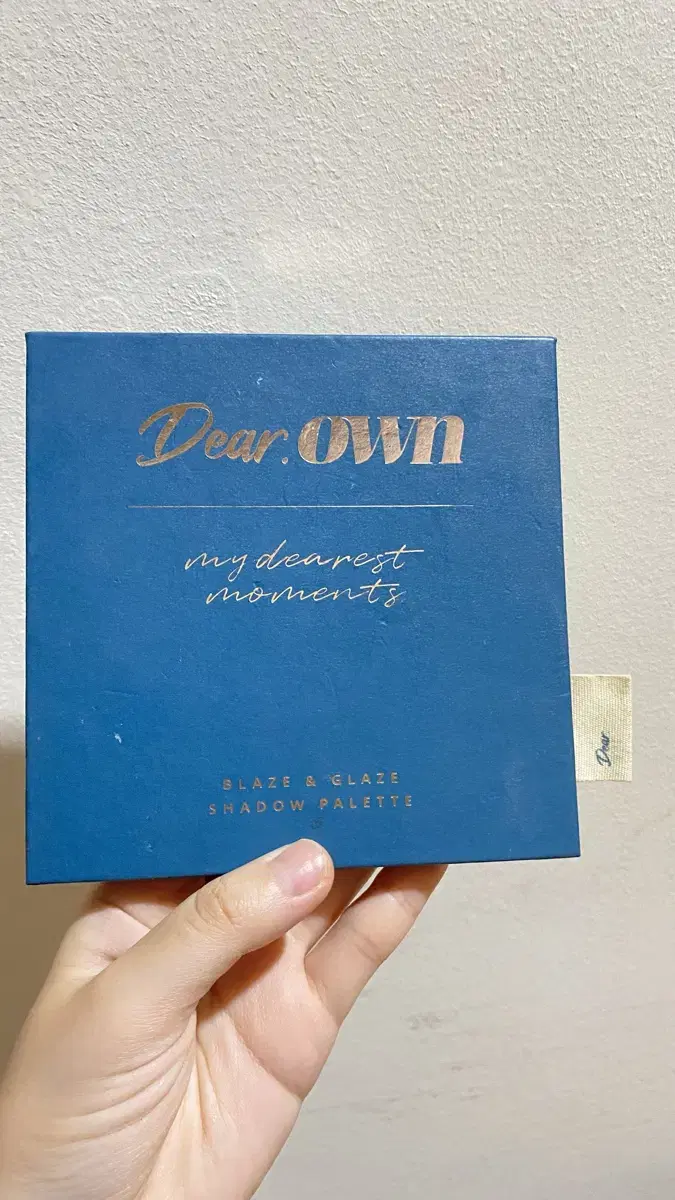 Dear. OWN
my dearest
moments
BLAZE & GLAZE
SHADOW PALETTE
Dear